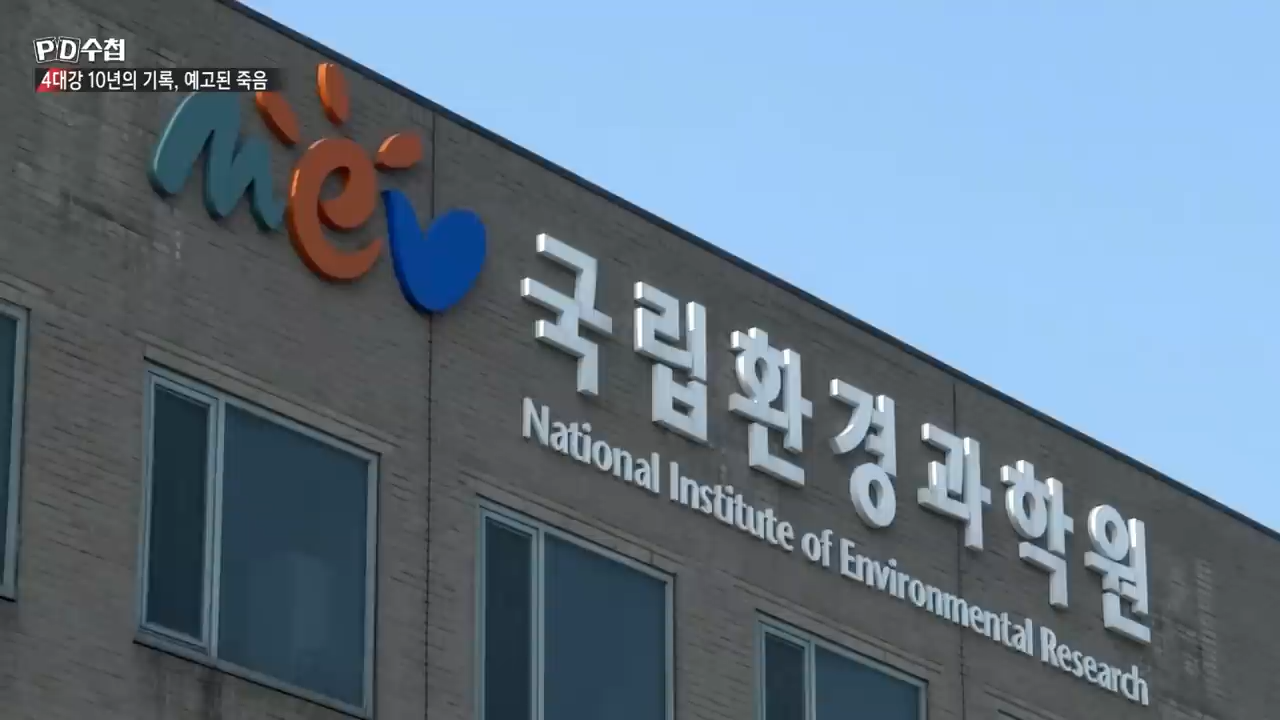 PD수첩
4대강 10년의 기록, 예고된 죽음
mev
국립환경과학원
National Institute of Environmental Research